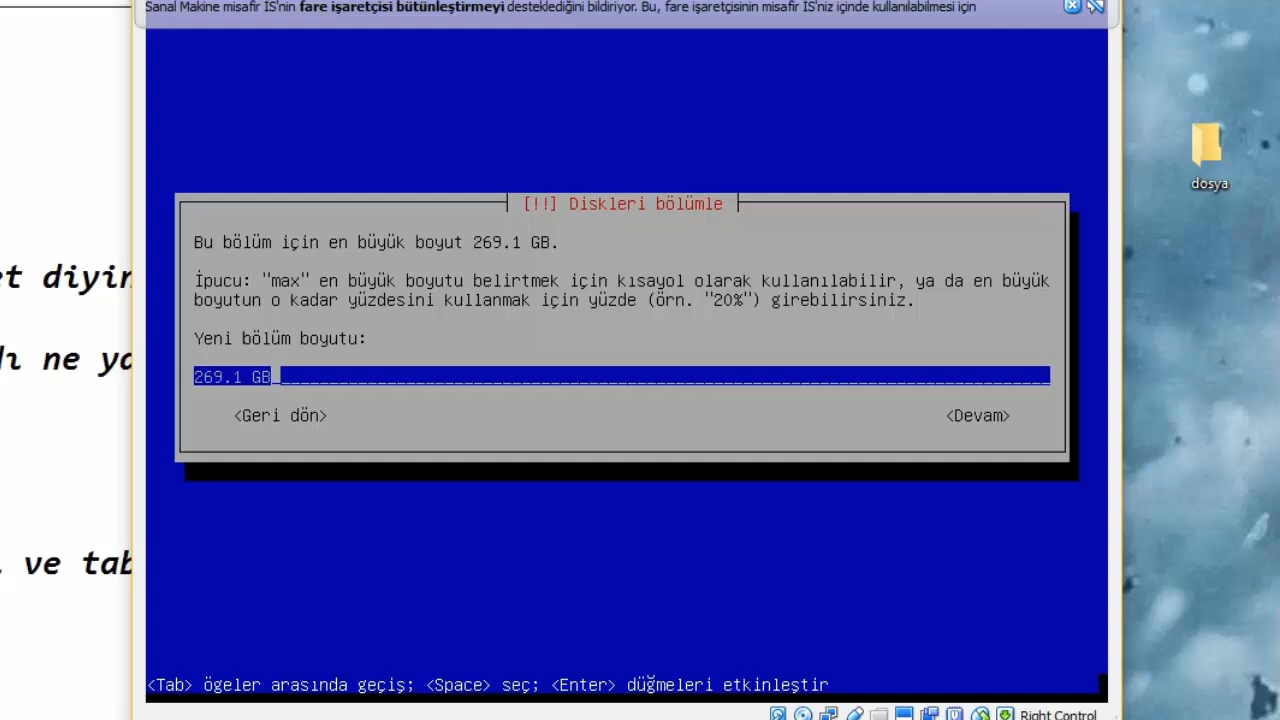 Sanal Makine misafir İS'nin fare işaretçisi bütünleştirmeyi desteklediğini bildiriyor. Bu, fare işaretçisinin misafir İS'niz içinde kullanılabilmesi için
[!!] Diskleri bölümle
Bu bölüm için en büyük boyut 269.1 GB.
İpucu: "max" en büyük boyutu belirtmek için kısayol olarak kullanılabilir, ya da en büyük
boyutun o kadar yüzdesini kullanmak için yüzde (örn. "20%") girebilirsiniz.
Yeni bölüm boyutu:
269.1 GB
<Geri dön> <Devam>
<Tab> ögeler arasında geçiş; <Space> seç; <Enter> düğmeleri etkinleştir
Right Control
dosya
et diyin
ne
ve tab